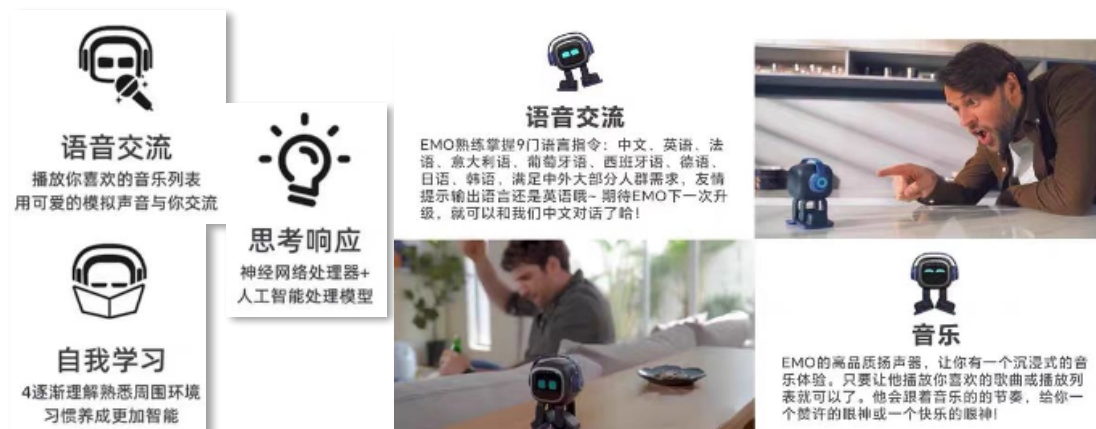 语音交流
播放你喜欢的音乐列表
用可爱的模拟声音与你交流
自我学习
4逐渐理解熟悉周围环境
习惯养成更加智能
思考响应
神经网络处理器+
人工智能处理模型
语音交流
EMO熟练掌握9门语言指令：中文、英语、法
语、意大利语、葡萄牙语、西班牙语、德语、
日语、韩语，满足中外大部分人群需求，友情
提示输出语言还是英语哦~ 期待EMO下一次升
级，就可以和我们中文对话了哈！
音乐
EMO的高品质扬声器，让你有一个沉浸式的音
乐体验。只要让他播放你喜欢的歌曲或播放列
表就可以了。他会跟着音乐的的节奏，给你一
个赞许的眼神或一个快乐的眼神!